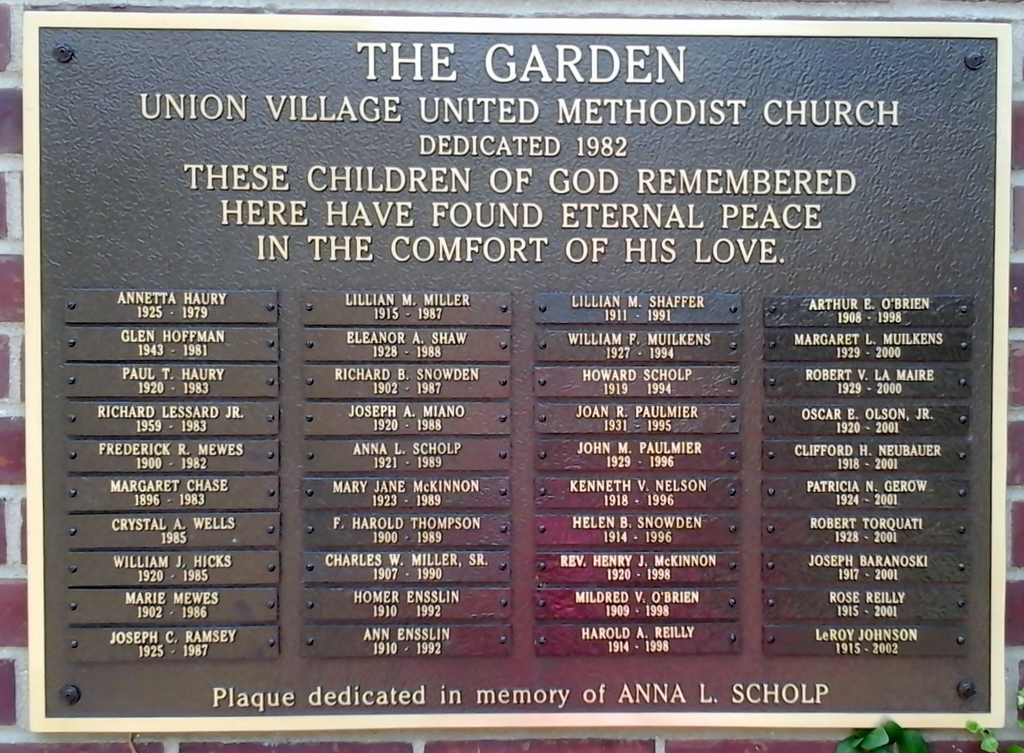 THE GARDEN
UNION VILLAGE UNITED METHODIST CHURCH
DEDICATED 1982
THESE CHILDREN OF GOD REMEMBERED
HERE HAVE FOUND ETERNAL PEACE
IN THE COMFORT OF HIS LOVE.
ANNETTA HAURY
1925 - 1979
GLEN HOFFMAN
1943 - 1981
PAUL T. HAURY
1920 - 1983
RICHARD LESSARD JR.
1959 - 1983
FREDERICK R. MEWES
1900 - 1982
MARGARET CHASE
1896 - 1983
CRYSTAL A. WELLS
1985
WILLIAM J. HICKS
1920 - 1985
MARIE MEWES
1902 - 1986
JOSEPH C. RAMSEY
1925 - 1987
LILLIAN M. MILLER
1915 - 1987
ELEANOR A. SHAW
1928 - 1988
RICHARD B. SNOWDEN
1902 - 1987
JOSEPH A. MIANO
1920 - 1988
ANNA L. SCHOLP
1921 - 1989
MARY JANE McKINNON
1923 - 1989
F. HAROLD THOMPSON
1900 - 1989
CHARLES W. MILLER, SR.
1907 - 1990
HOMER ENSSLIN
1910 1992
ANN ENSSLIN
1910 - 1992
LILLIAN M. SHAFFER
1911 - 1991
WILLIAM F. MUILKENS
1927 - 1994
HOWARD SCHOLP
1919 1994
JOAN R. PAULMIER
1931 - 1995
JOHN M. PAULMIER
1929 - 1996
KENNETH V. NELSON
1918 - 1996
HELEN B. SNOWDEN
1914 - 1996
REV. HENRY J. McKINNON
1920 - 1998
MILDRED V. O'BRIEN
1909 - 1998
HAROLD A. REILLY
1914 - 1998
ARTHUR E. O'BRIEN
1908 - 1998
MARGARET L. MUILKENS
1929 - 2000
ROBERT V. LA MAIRE
1929 - 2000
OSCAR E. OLSON, JR.
1920 - 2001
CLIFFORD H. NEUBAUER
1918 - 2001
PATRICIA N. GEROW
1924 - 2001
ROBERT TORQUATI
1928 - 2001
JOSEPH BARANOSKI
1917 - 2001
ROSE REILLY
1915 - 2001
LeROY JOHNSON
1915 - 2002
Plaque dedicated in memory of ANNA L. SCHOLP